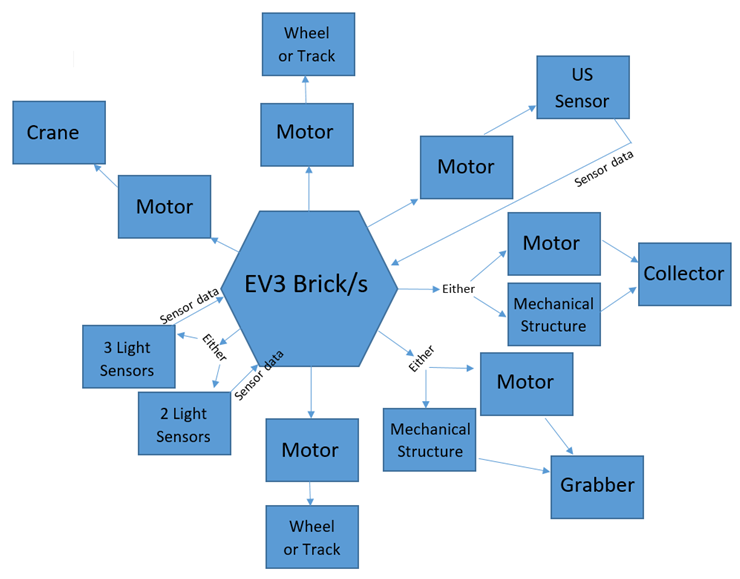 Wheel
or Track
US
Sensor
Crane
Motor
Motor
Sensor data
Motor
Motor
Collector
EV3 Brick/s
Either
Sensor data
Mechanical
Structure
3 Light
Sensors
Either
Sensor data
Either
Motor
2 Light
Sensors
Mechanical
Structure
Motor
Grabber
Wheel
or Track